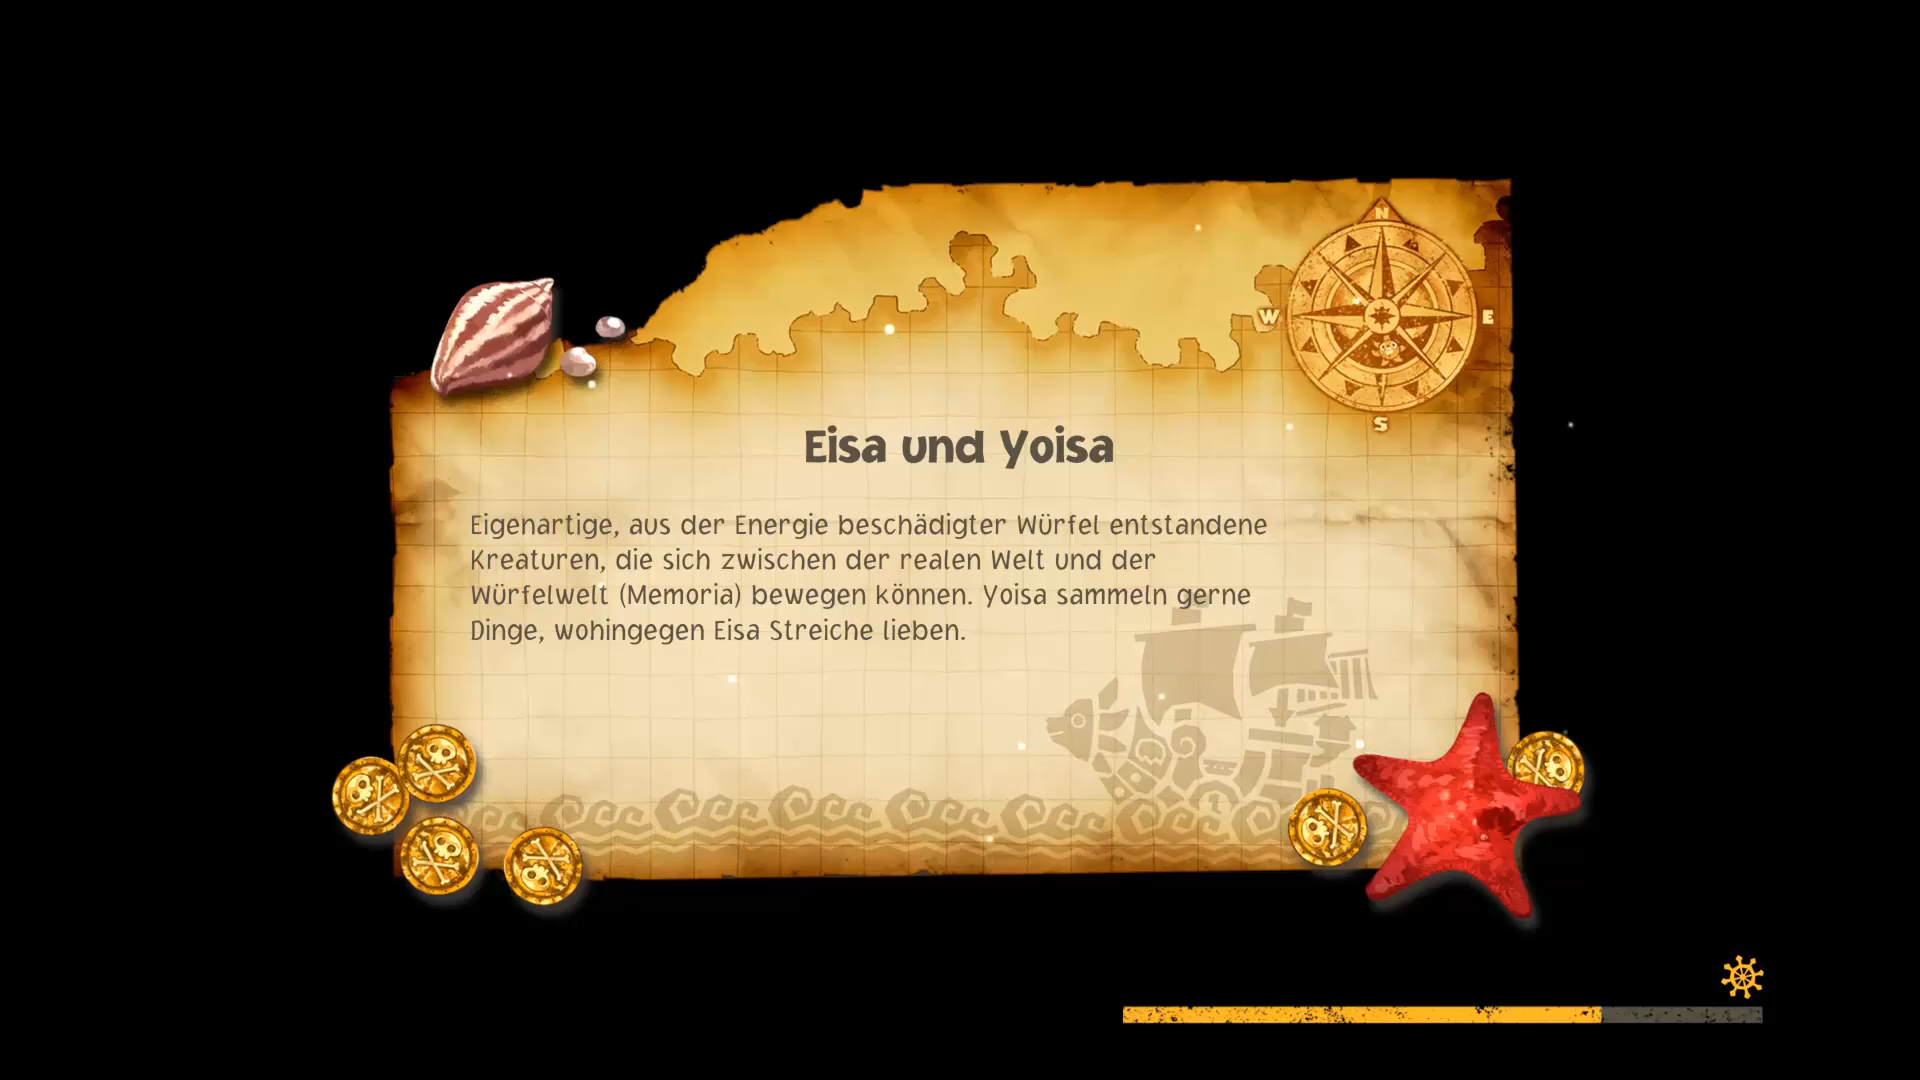 N
W
E
S
Eisa und Yoisa
Eigenartige, aus der Energie beschädigter Würfel entstandene
Kreaturen, die sich zwischen der realen Welt und der
Würfelwelt (Memoria) bewegen können. Yoisa sammeln gerne
Dinge, wohingegen Eisa Streiche lieben.